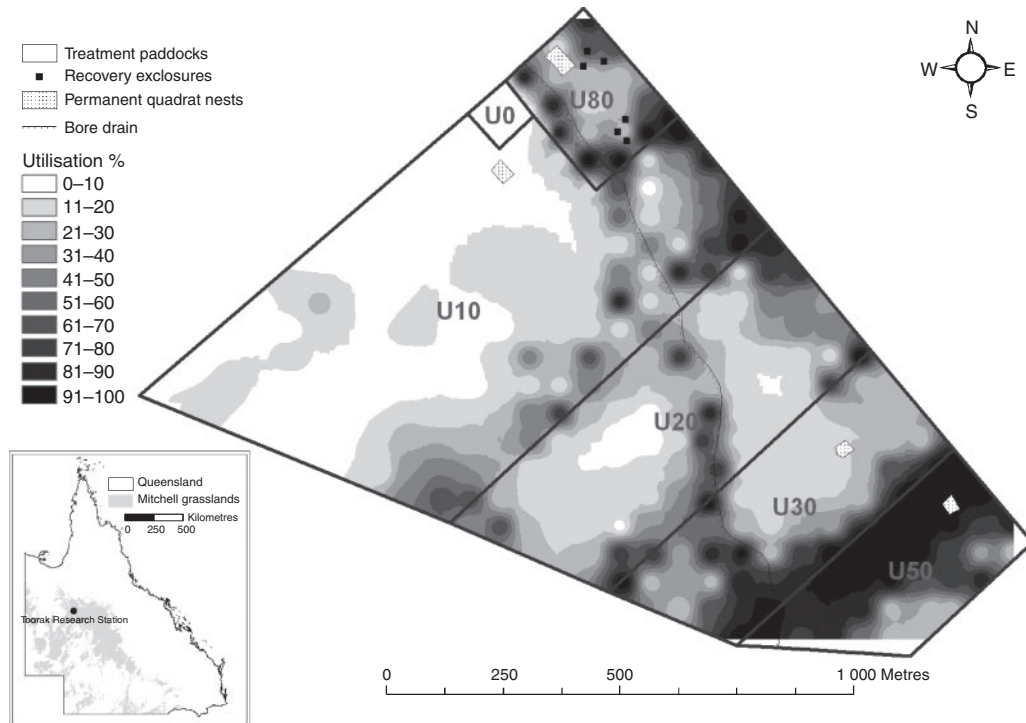 Treatment paddocks
Recovery exclosures
Permanent quadrat nests
Bore drain
Utilisation %
0–10
11–20
21–30
31–40
41–50
51–60
61–70
71–80
81–90
91–100
N
W E
S
U80
U0
U10
U20
U30
U50
Queensland
Mitchell grasslands
Kilometres
0 250 500
Toorak Research Station
0 250 500 1 000 Metres